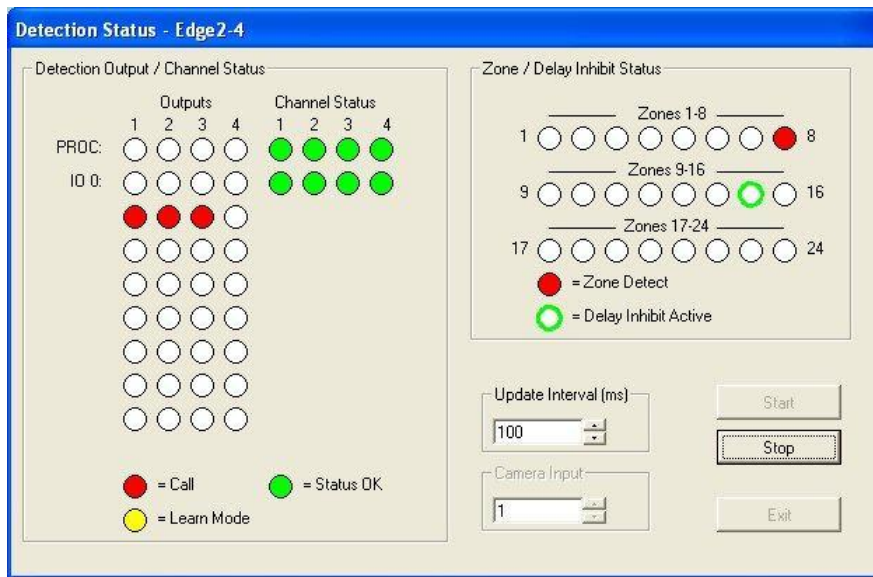 Detection Status - Edge2-4
Detection Output / Channel Status
Outputs Channel Status
1 2 3 4 1 2 3 4
PROC:
IO 0:
= Call = Status OK
= Learn Mode
Zone / Delay Inhibit Status
Zones 1-8
1 8
Zones 9-16
9 16
Zones 17-24
17 24
= Zone Detect
= Delay Inhibit Active
Update Interval (ms)
100
Camera Input
1
Start
Stop
Exit